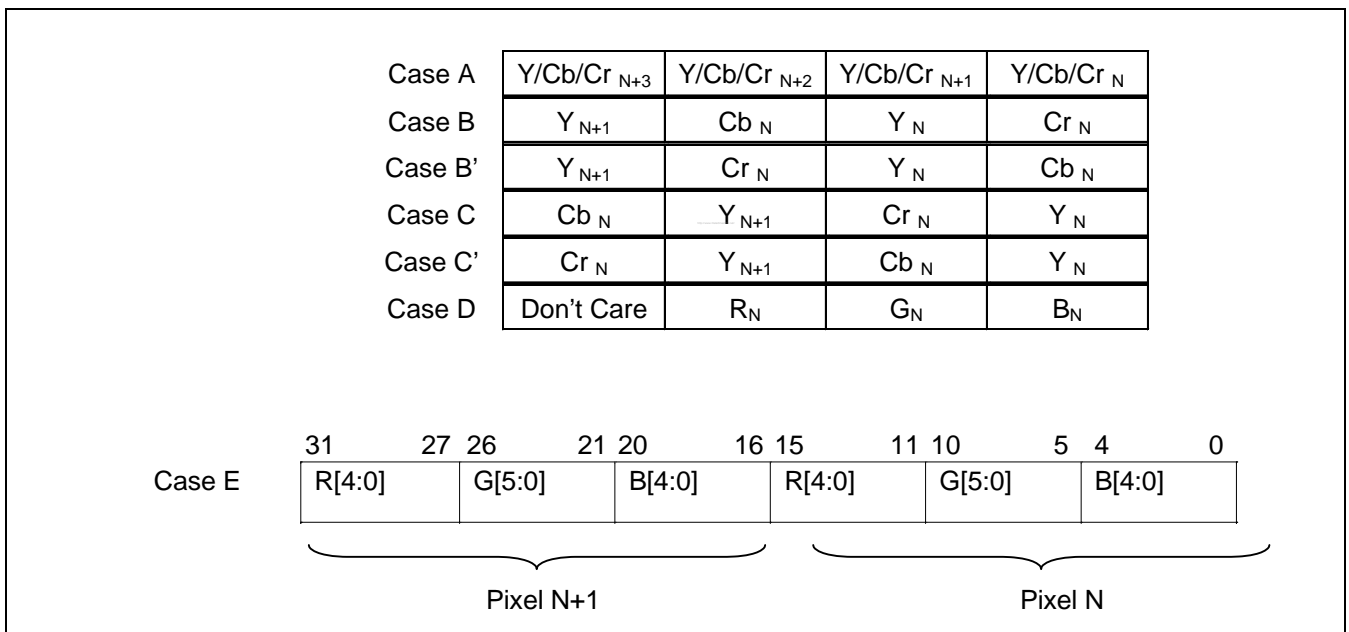 Case A Y/Cb/Cr N+3 Y/Cb/Cr N+2 Y/Cb/Cr N+1 Y/Cb/Cr N
Case B Y N+1 Cb N Y N Cr N
Case B’ Y N+1 Cr N Y N Cb N
Case C Cb N Y N+1 Cr N Y N
Case C’ Cr N Y N+1 Cb N Y N
Case D Don’t Care RN GN BN
31 27 26 21 20 16 15 11 10 5 4 0
Case E R[4:0] G[5:0] B[4:0] R[4:0] G[5:0] B[4:0]
Pixel N+1 Pixel N